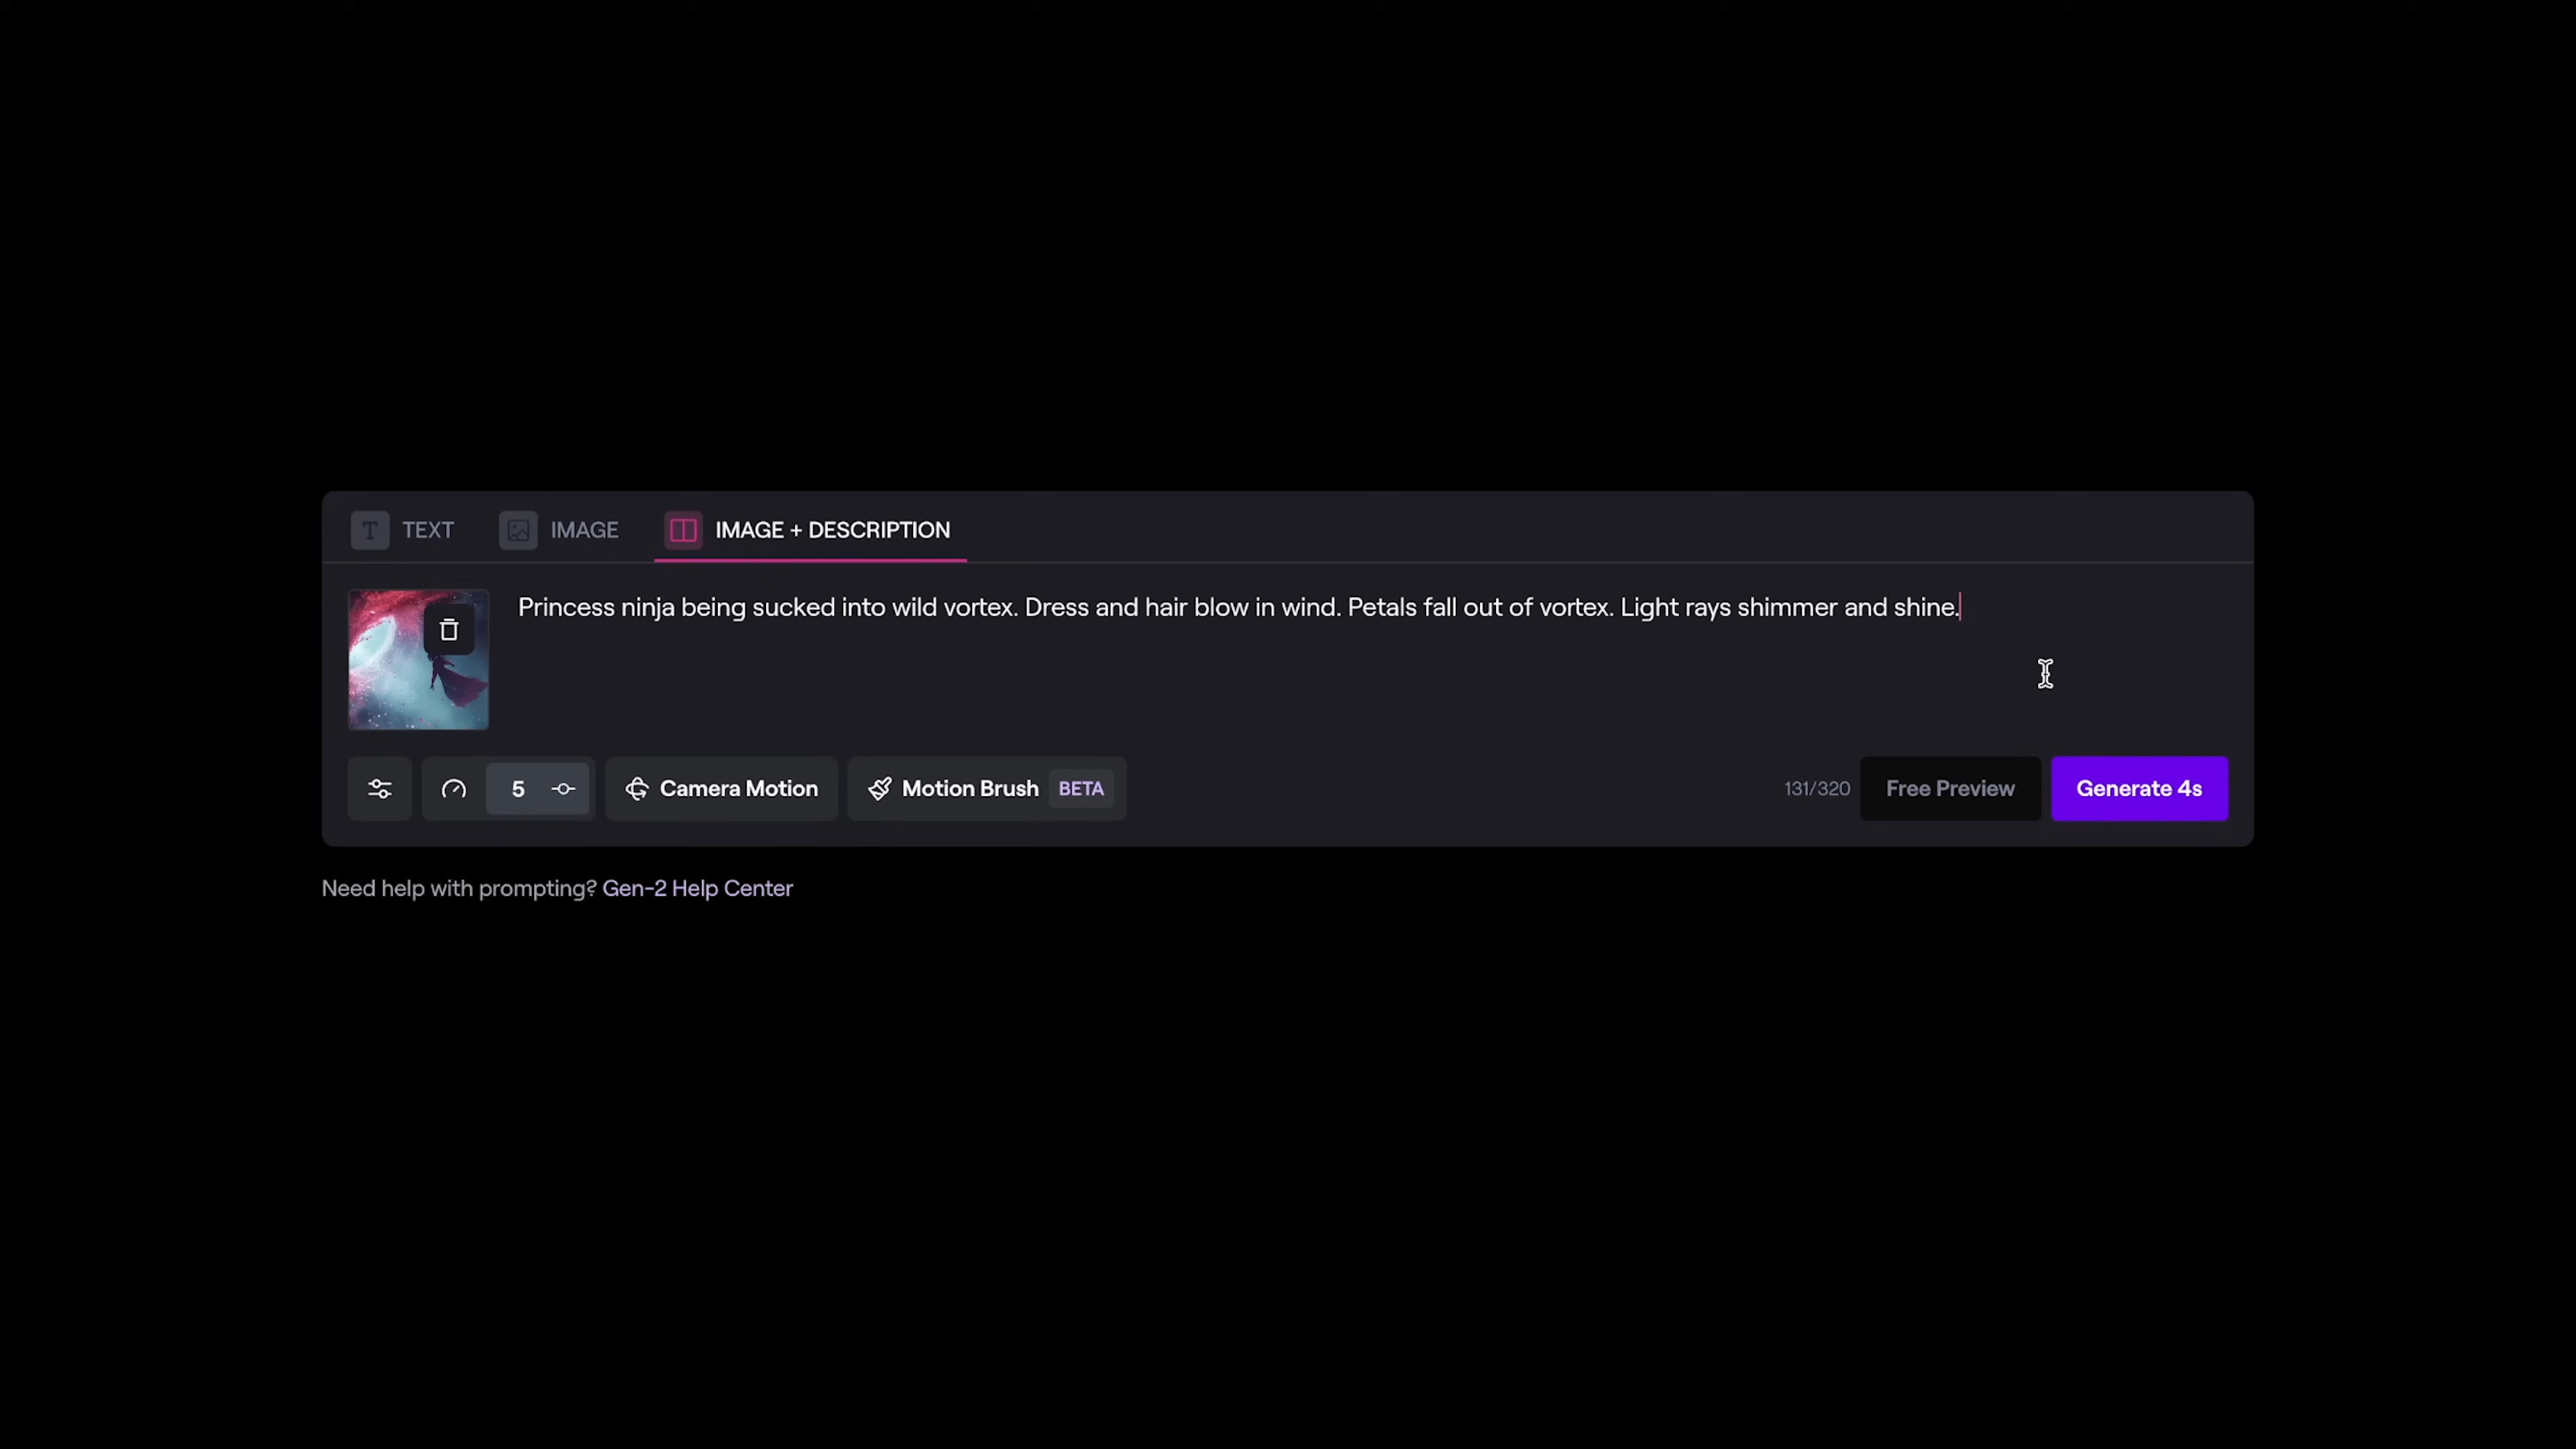 TEXT IMAGE IMAGE + DESCRIPTION
Princess ninja being sucked into wild vortex. Dress and hair blow in wind. Petals fall out of vortex. Light rays shimmer and shine.
5 Camera Motion Motion Brush BETA 131/320 Free Preview Generate 4s
Need help with prompting? Gen-2 Help Center